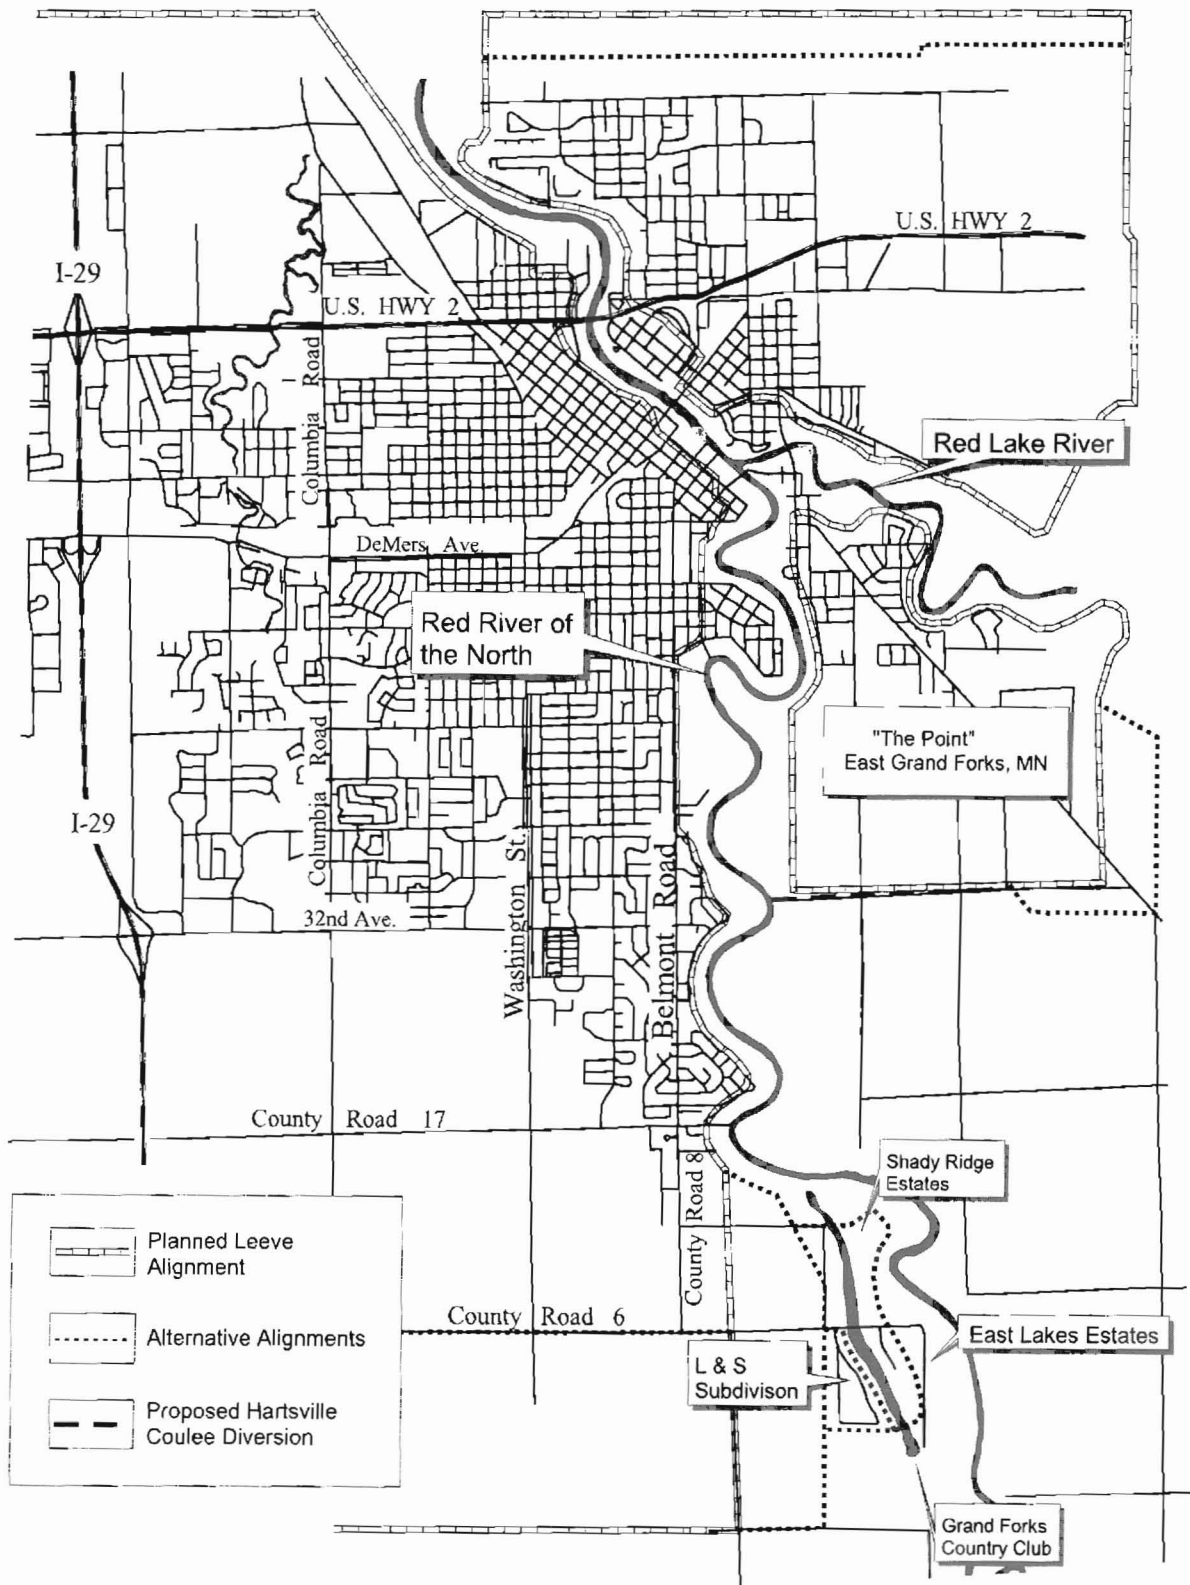 U.S. HWY 2
I-29
U.S. HWY 2
Columbia Road
Red Lake River
DeMers Ave.
Red River of
the North
"The Point"
East Grand Forks, MN
Columbia Road
I-29
Washington St.
Belmont Road
32nd Ave.
County Road 17
Shady Ridge
Estates
County Road 8
Planned Leeve
Alignment
County Road 6
Alternative Alignments
East Lakes Estates
L & S
Subdivison
Proposed Hartsville
Coulee Diversion
Grand Forks
Country Club